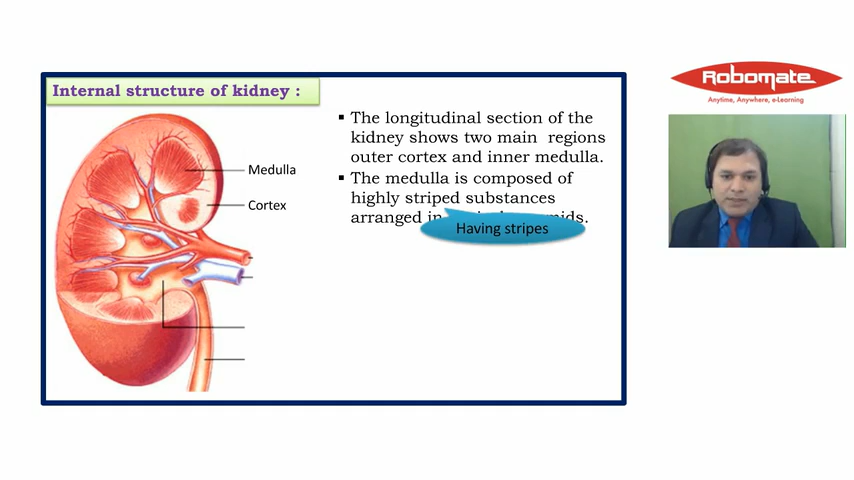 Internal structure of kidney :
Medulla
Cortex
▪ The longitudinal section of the
kidney shows two main regions
outer cortex and inner medulla.
▪ The medulla is composed of
highly striped substances
arranged in
Having stripes
Robomate
Anytime, Anywhere, e-Learning